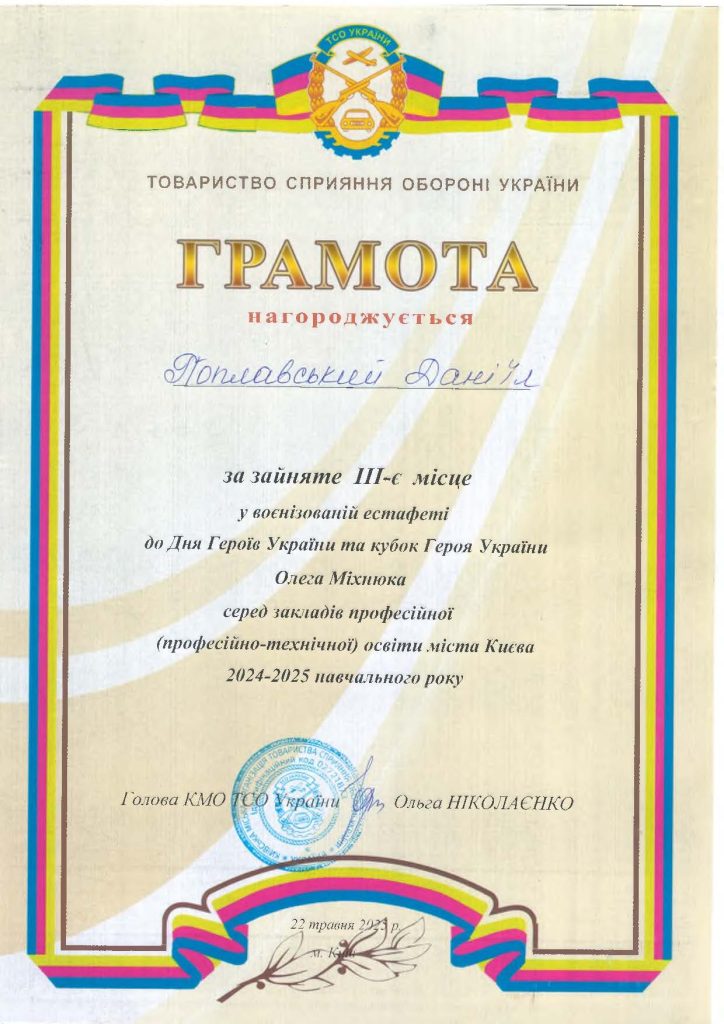 ТСО УКРАЇНИ
ТОВАРИСТВО СПРИЯННЯ ОБОРОНІ УКРАЇНИ
ГРАМОТА
нагороджується
Поплавський Даніїл
за зайняте ІІІ-є місце
у воєнізованій естафеті
до Дня Героїв України та кубок Героя України
Олега Міхнюка
серед закладів професійної
(професійно-технічної) освіти міста Києва
2024-2025 навчального року
Голова КМО ТСО України Ольга НІКОЛАЄНКО
22 травня 2025 р.
м. Київ